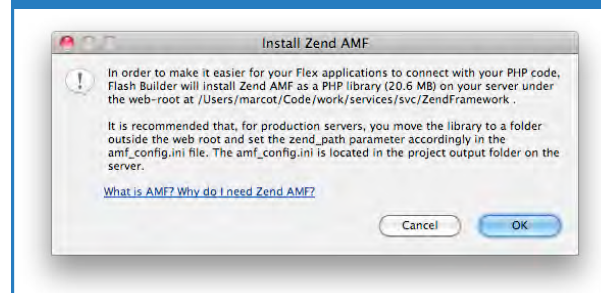 Install Zend AMF
In order to make it easier for your Flex applications to connect with your PHP code,
Flash Builder will install Zend AMF as a PHP library (20.6 MB) on your server under
the web-root at /Users/marcot/Code/work/services/svc/ZendFramework .
It is recommended that, for production servers, you move the library to a folder
outside the web root and set the zend_path parameter accordingly in the
amf_config.ini file. The amf_config.ini is located in the project output folder on the
server.
What is AMF? Why do I need Zend AMF?
Cancel
OK